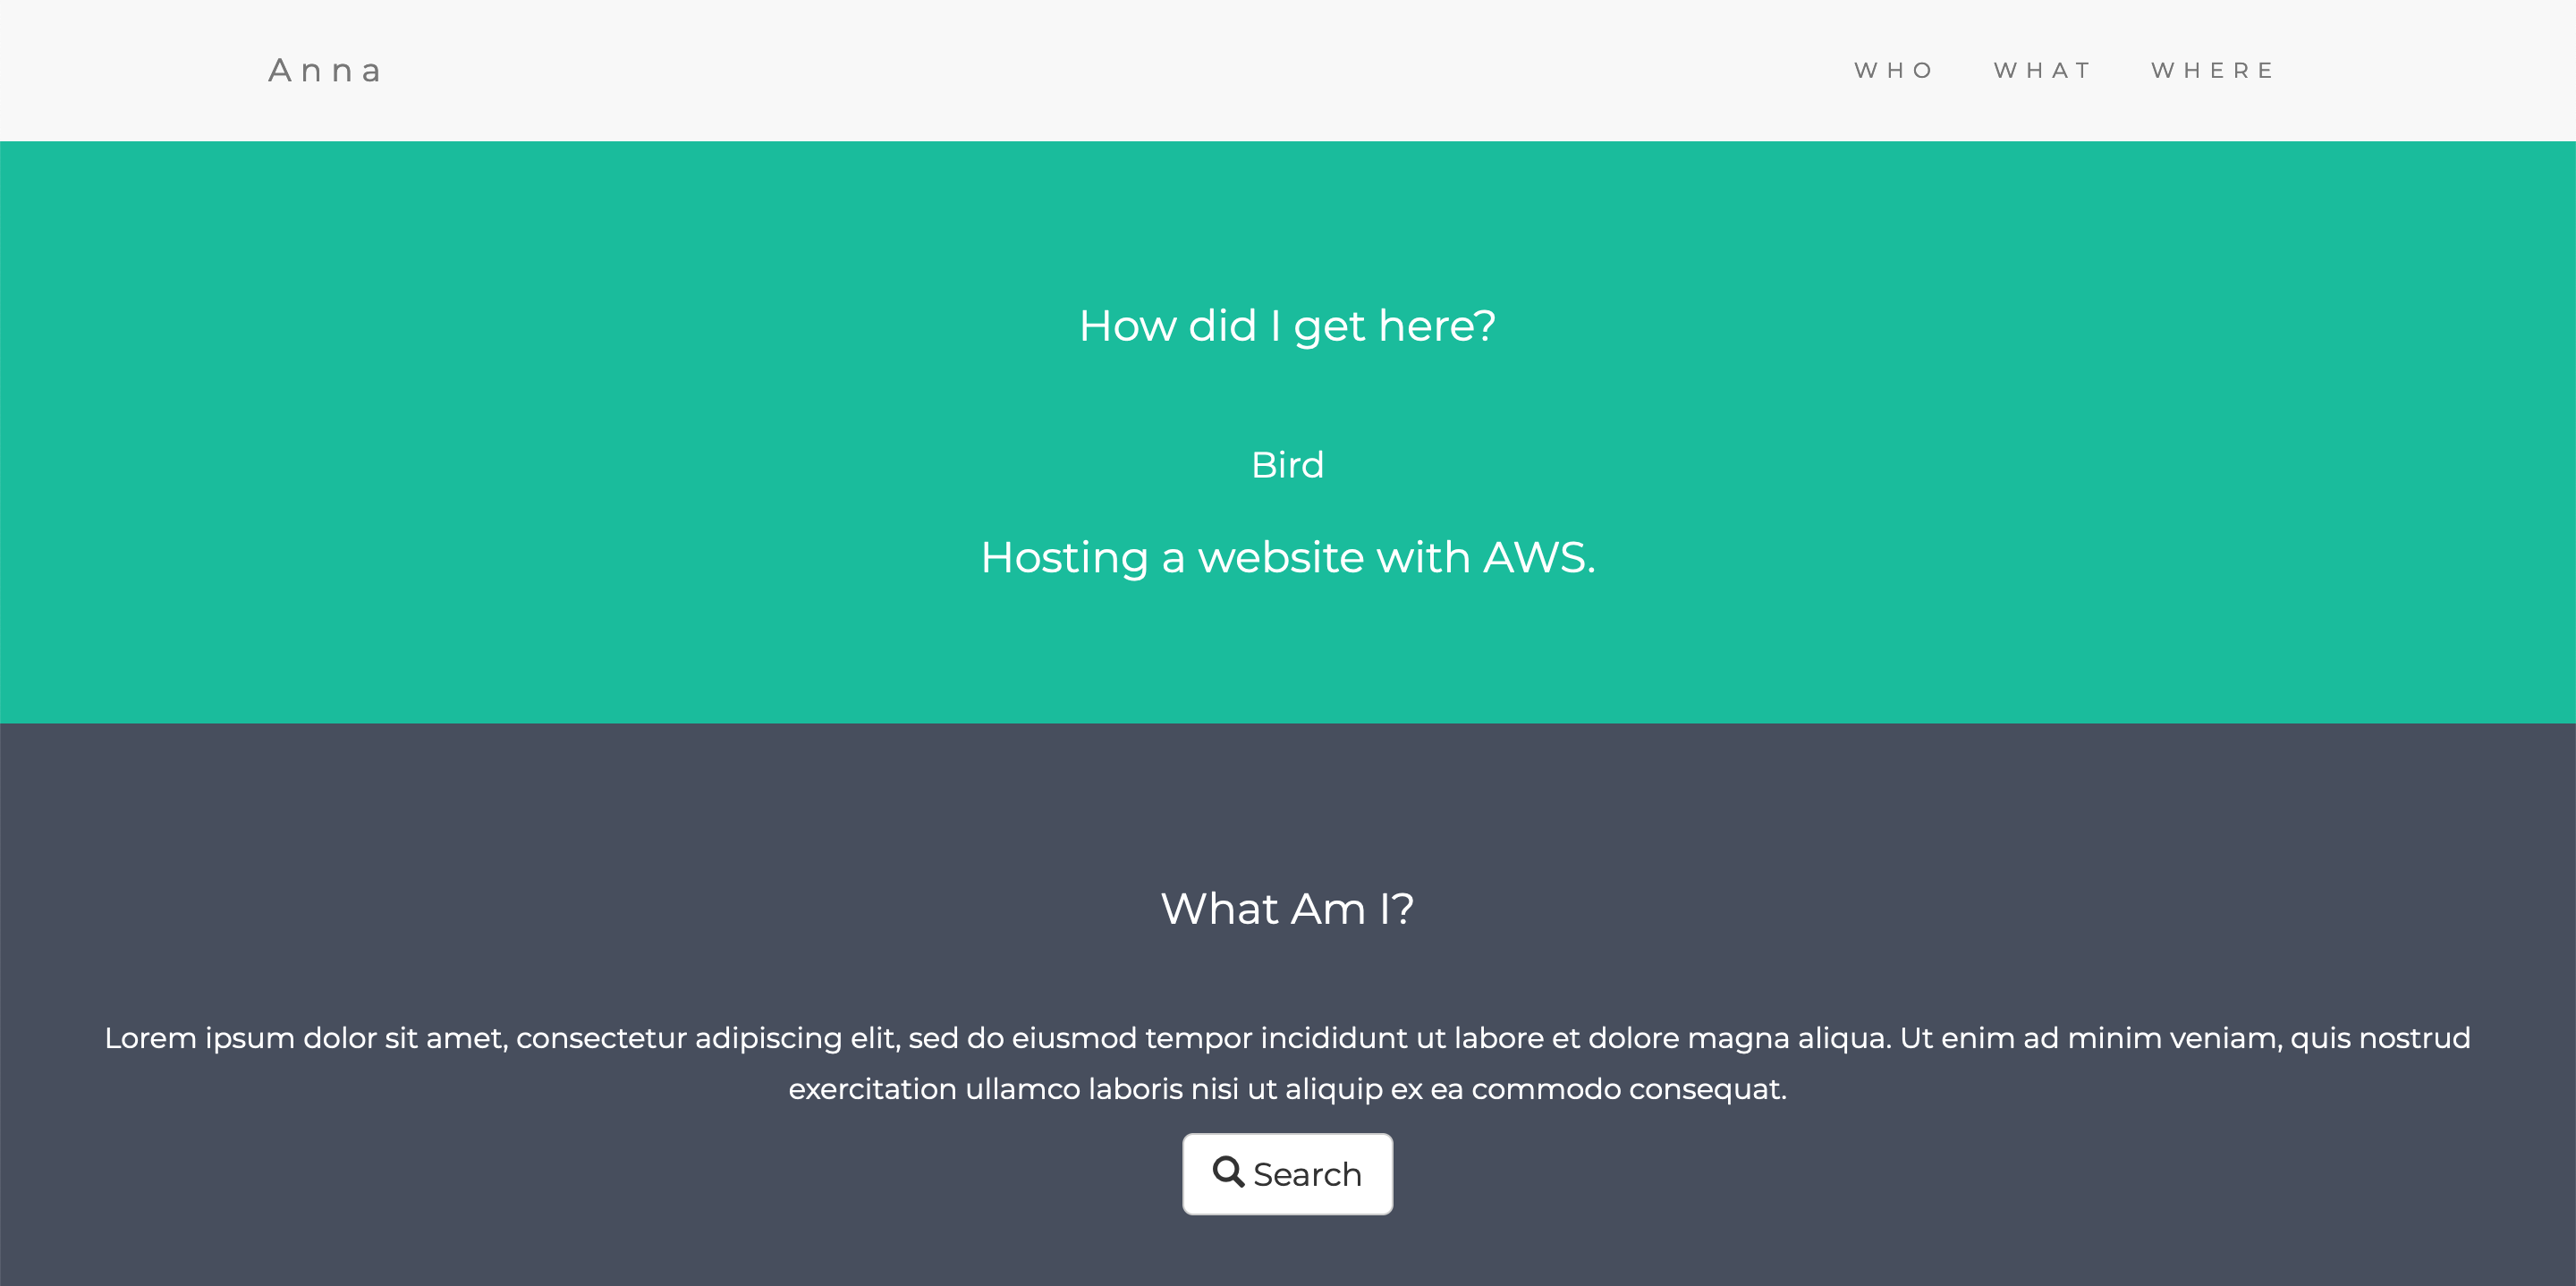 Anna
WHO WHAT WHERE
How did I get here?
Bird
Hosting a website with AWS.
What Am I?
Lorem ipsum dolor sit amet, consectetur adipiscing elit, sed do eiusmod tempor incididunt ut labore et dolore magna aliqua. Ut enim ad minim veniam, quis nostrud
exercitation ullamco laboris nisi ut aliquip ex ea commodo consequat.
Search